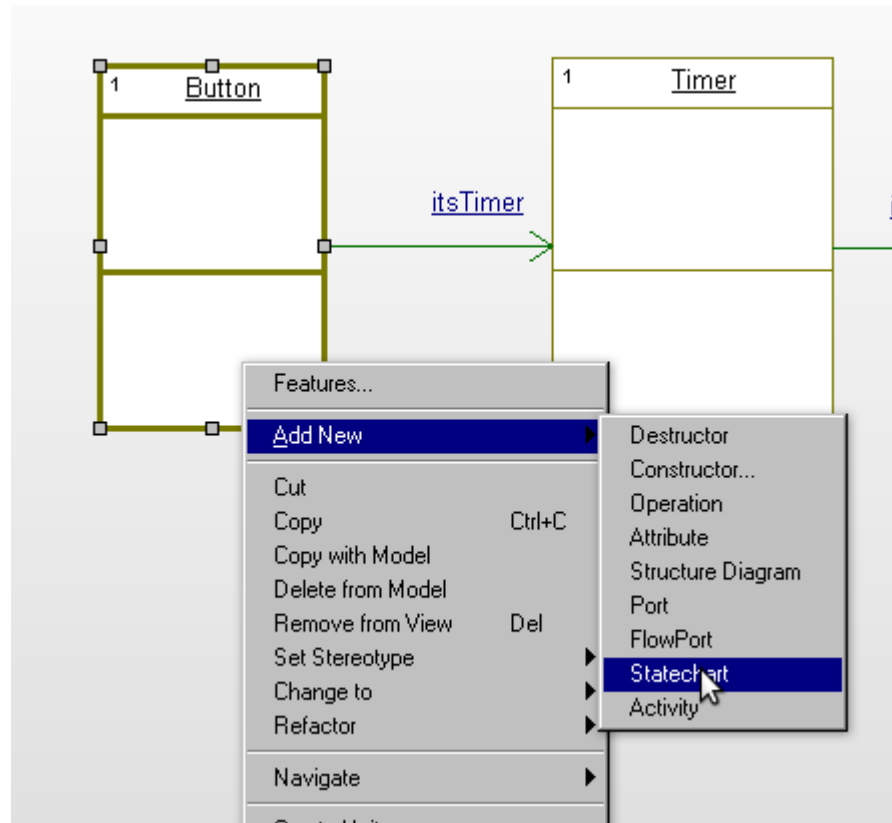 1 Button
1 Timer
itsTimer
Features...
Add New
Cut
Copy Ctrl+C
Copy with Model
Delete from Model
Remove from View Del
Set Stereotype
Change to
Refactor
Navigate
Destructor
Constructor...
Operation
Attribute
Structure Diagram
Port
FlowPort
Statechart
Activity